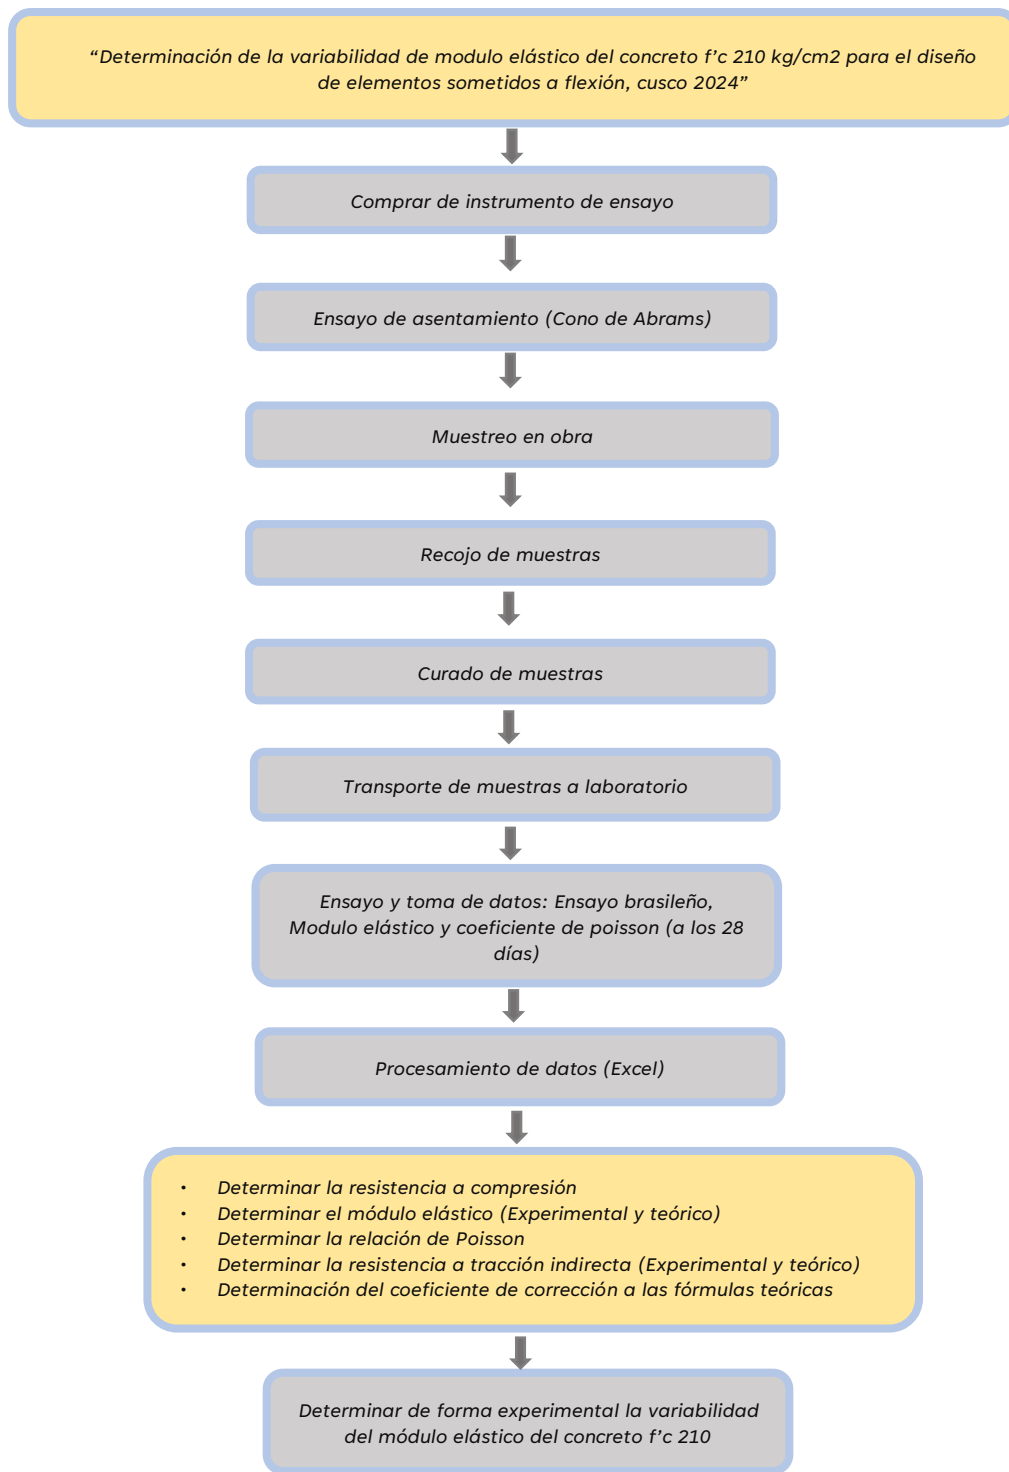 “Determinación de la variabilidad de modulo elástico del concreto f’c 210 kg/cm2 para el diseño
de elementos sometidos a flexión, cusco 2024”
Comprar de instrumento de ensayo
Ensayo de asentamiento (Cono de Abrams)
Muestreo en obra
Recojo de muestras
Curado de muestras
Transporte de muestras a laboratorio
Ensayo y toma de datos: Ensayo brasileño,
Modulo elástico y coeficiente de poisson (a los 28
días)
Procesamiento de datos (Excel)
• Determinar la resistencia a compresión
• Determinar el módulo elástico (Experimental y teórico)
• Determinar la relación de Poisson
• Determinar la resistencia a tracción indirecta (Experimental y teórico)
• Determinación del coeficiente de corrección a las fórmulas teóricas
Determinar de forma experimental la variabilidad
del módulo elástico del concreto f’c 210